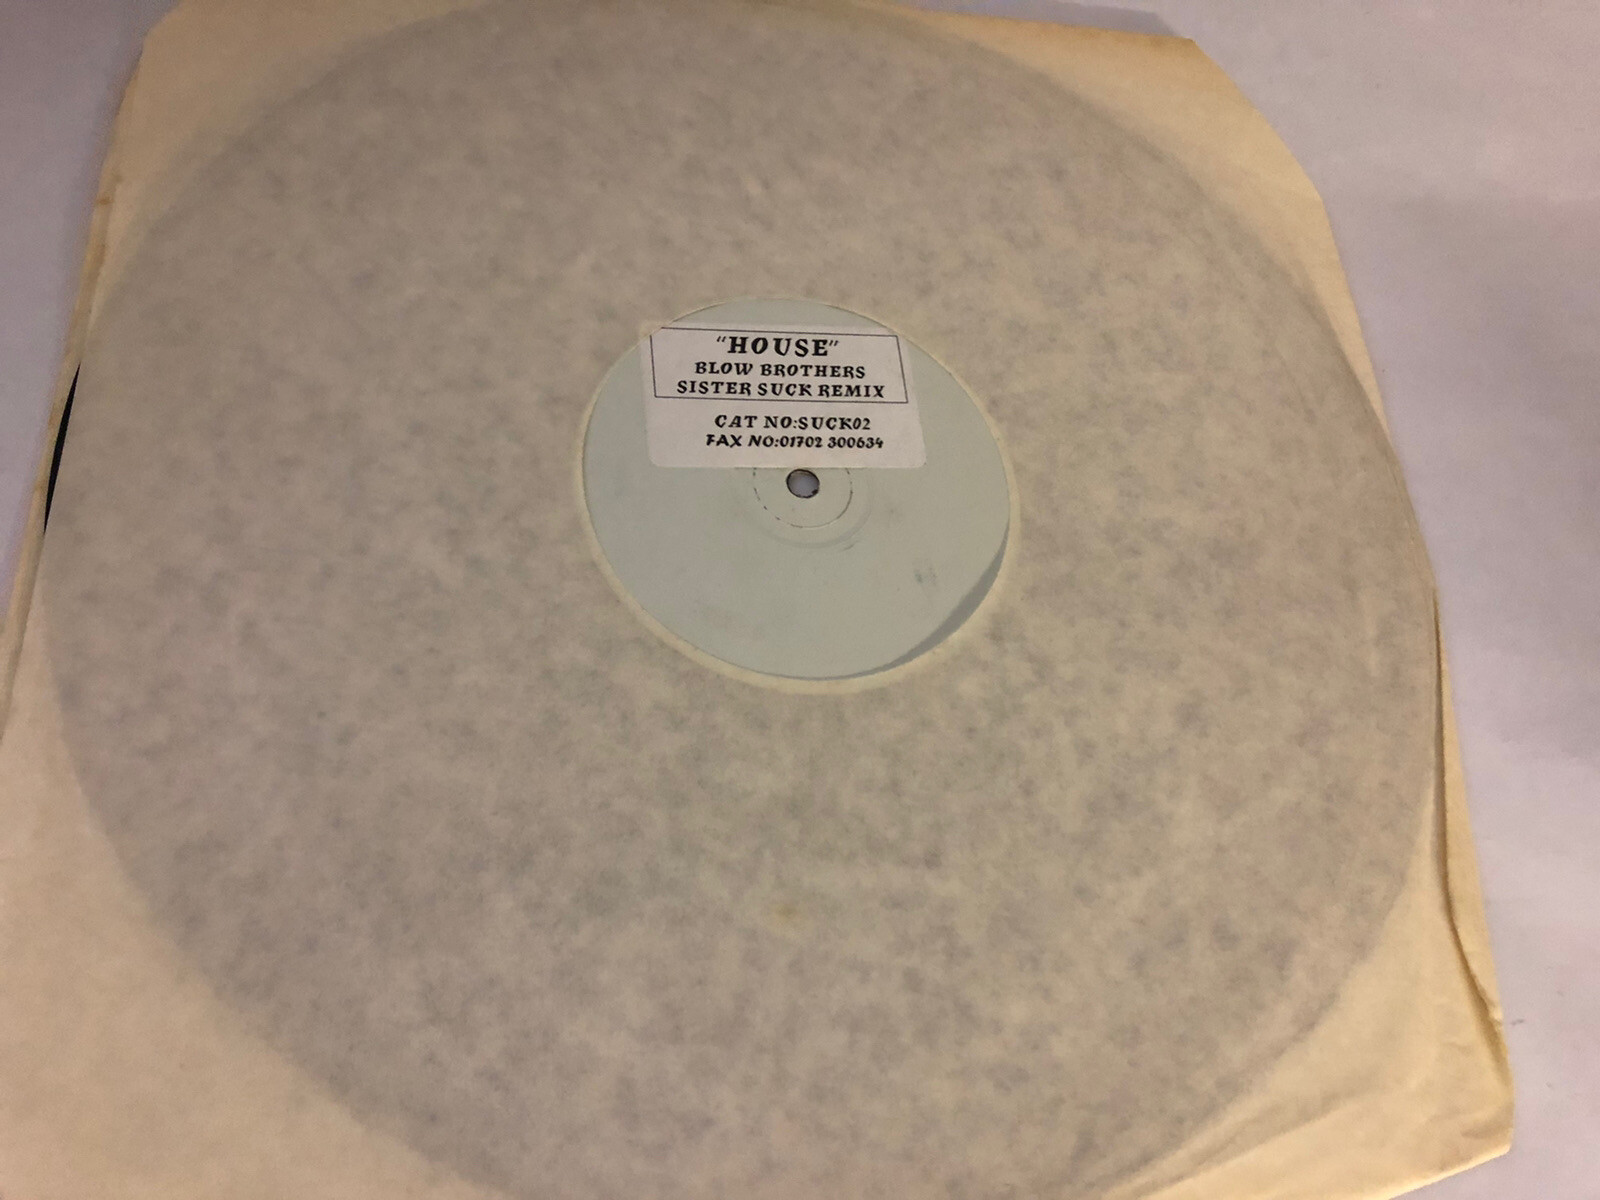 "HOUSE"
BLOW BROTHERS
SISTER SUCK REMIX
CAT NO:SUCK02
FAX NO:01702 300634